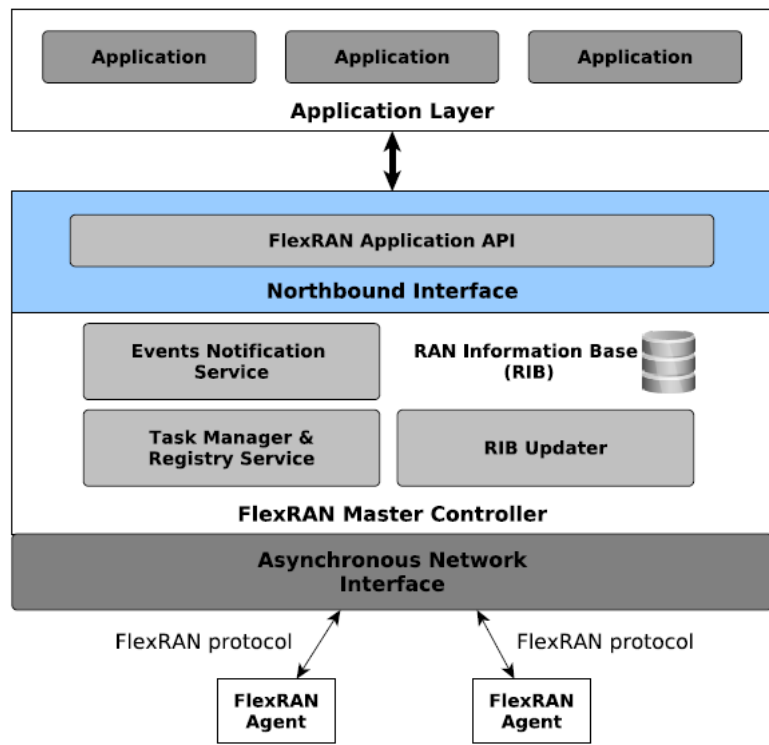 Application Application Application
Application Layer
FlexRAN Application API
Northbound Interface
Events Notification
Service
RAN Information Base
(RIB)
Task Manager &
Registry Service
RIB Updater
FlexRAN Master Controller
Asynchronous Network
Interface
FlexRAN protocol
FlexRAN protocol
FlexRAN
Agent
FlexRAN
Agent